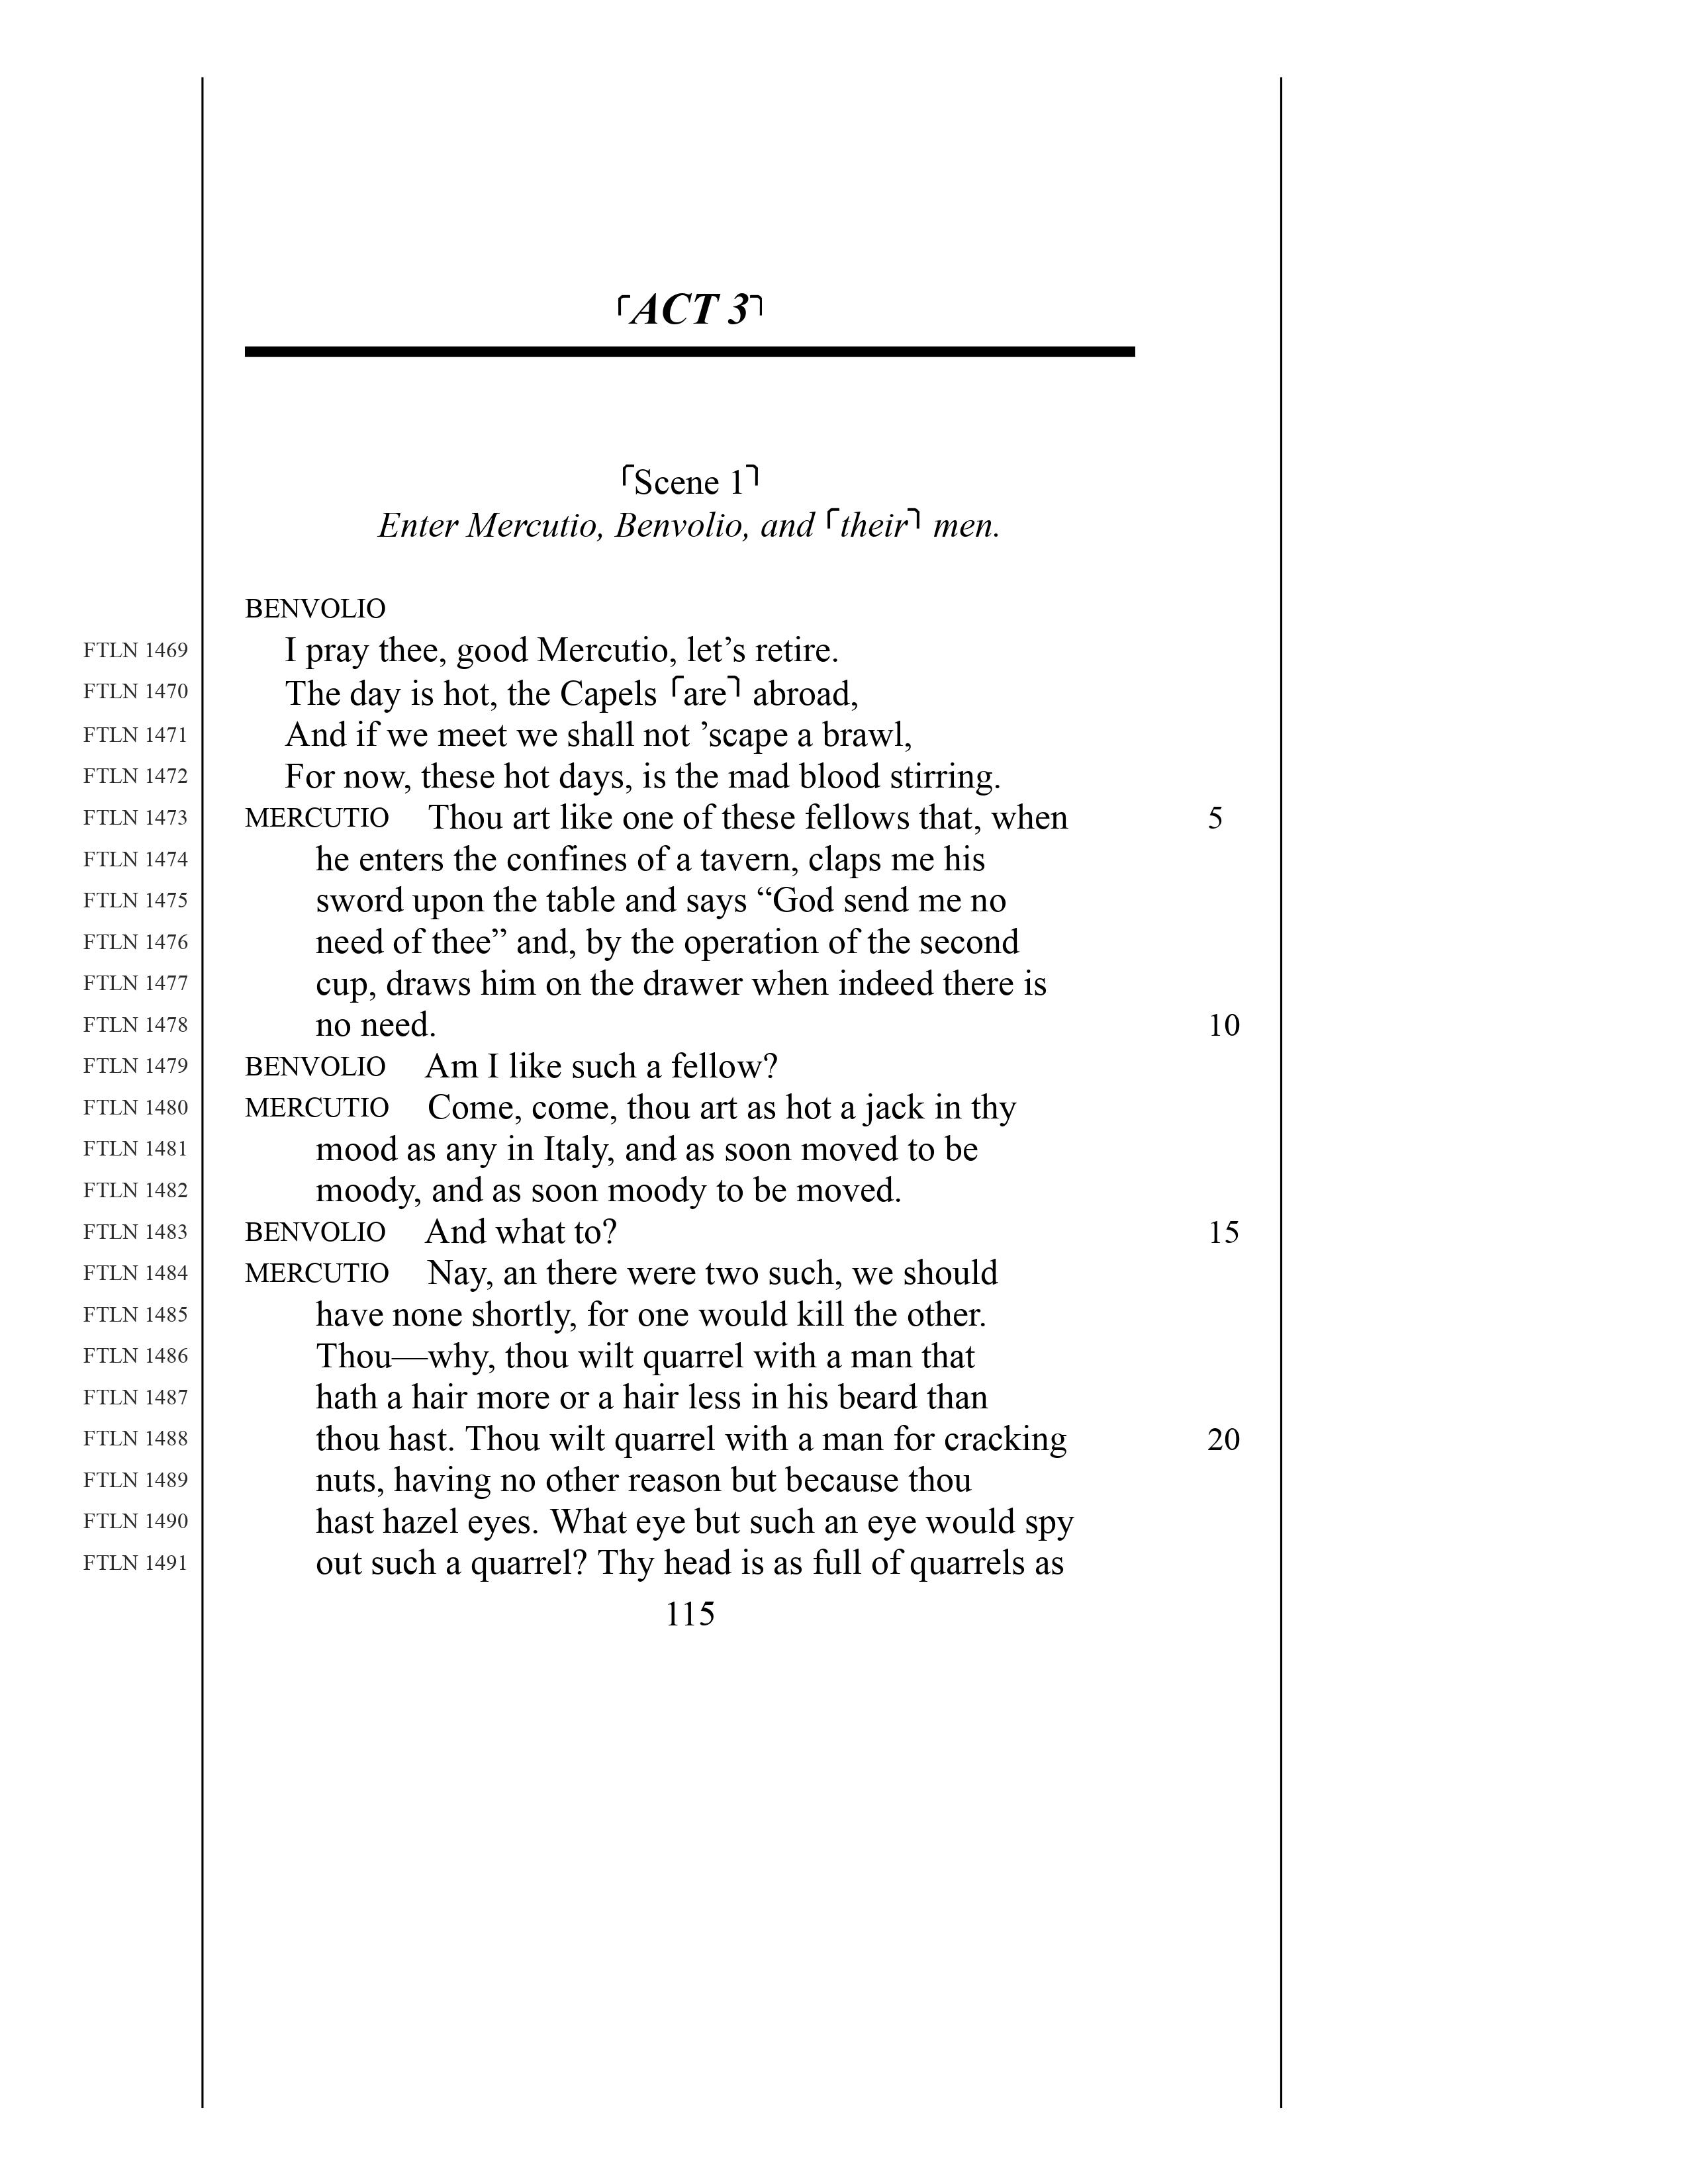 ⌜ACT 3⌝
⌜Scene 1⌝
Enter Mercutio, Benvolio, and ⌜their⌝ men.
BENVOLIO
FTLN 1469 I pray thee, good Mercutio, let’s retire.
FTLN 1470 The day is hot, the Capels ⌜are⌝ abroad,
FTLN 1471 And if we meet we shall not ’scape a brawl,
FTLN 1472 For now, these hot days, is the mad blood stirring.
FTLN 1473 MERCUTIO Thou art like one of these fellows that, when 5
FTLN 1474 he enters the confines of a tavern, claps me his
FTLN 1475 sword upon the table and says “God send me no
FTLN 1476 need of thee” and, by the operation of the second
FTLN 1477 cup, draws him on the drawer when indeed there is
FTLN 1478 no need. 10
FTLN 1479 BENVOLIO Am I like such a fellow?
FTLN 1480 MERCUTIO Come, come, thou art as hot a jack in thy
FTLN 1481 mood as any in Italy, and as soon moved to be
FTLN 1482 moody, and as soon moody to be moved.
FTLN 1483 BENVOLIO And what to? 15
FTLN 1484 MERCUTIO Nay, an there were two such, we should
FTLN 1485 have none shortly, for one would kill the other.
FTLN 1486 Thou—why, thou wilt quarrel with a man that
FTLN 1487 hath a hair more or a hair less in his beard than
FTLN 1488 thou hast. Thou wilt quarrel with a man for cracking 20
FTLN 1489 nuts, having no other reason but because thou
FTLN 1490 hast hazel eyes. What eye but such an eye would spy
FTLN 1491 out such a quarrel? Thy head is as full of quarrels as
115